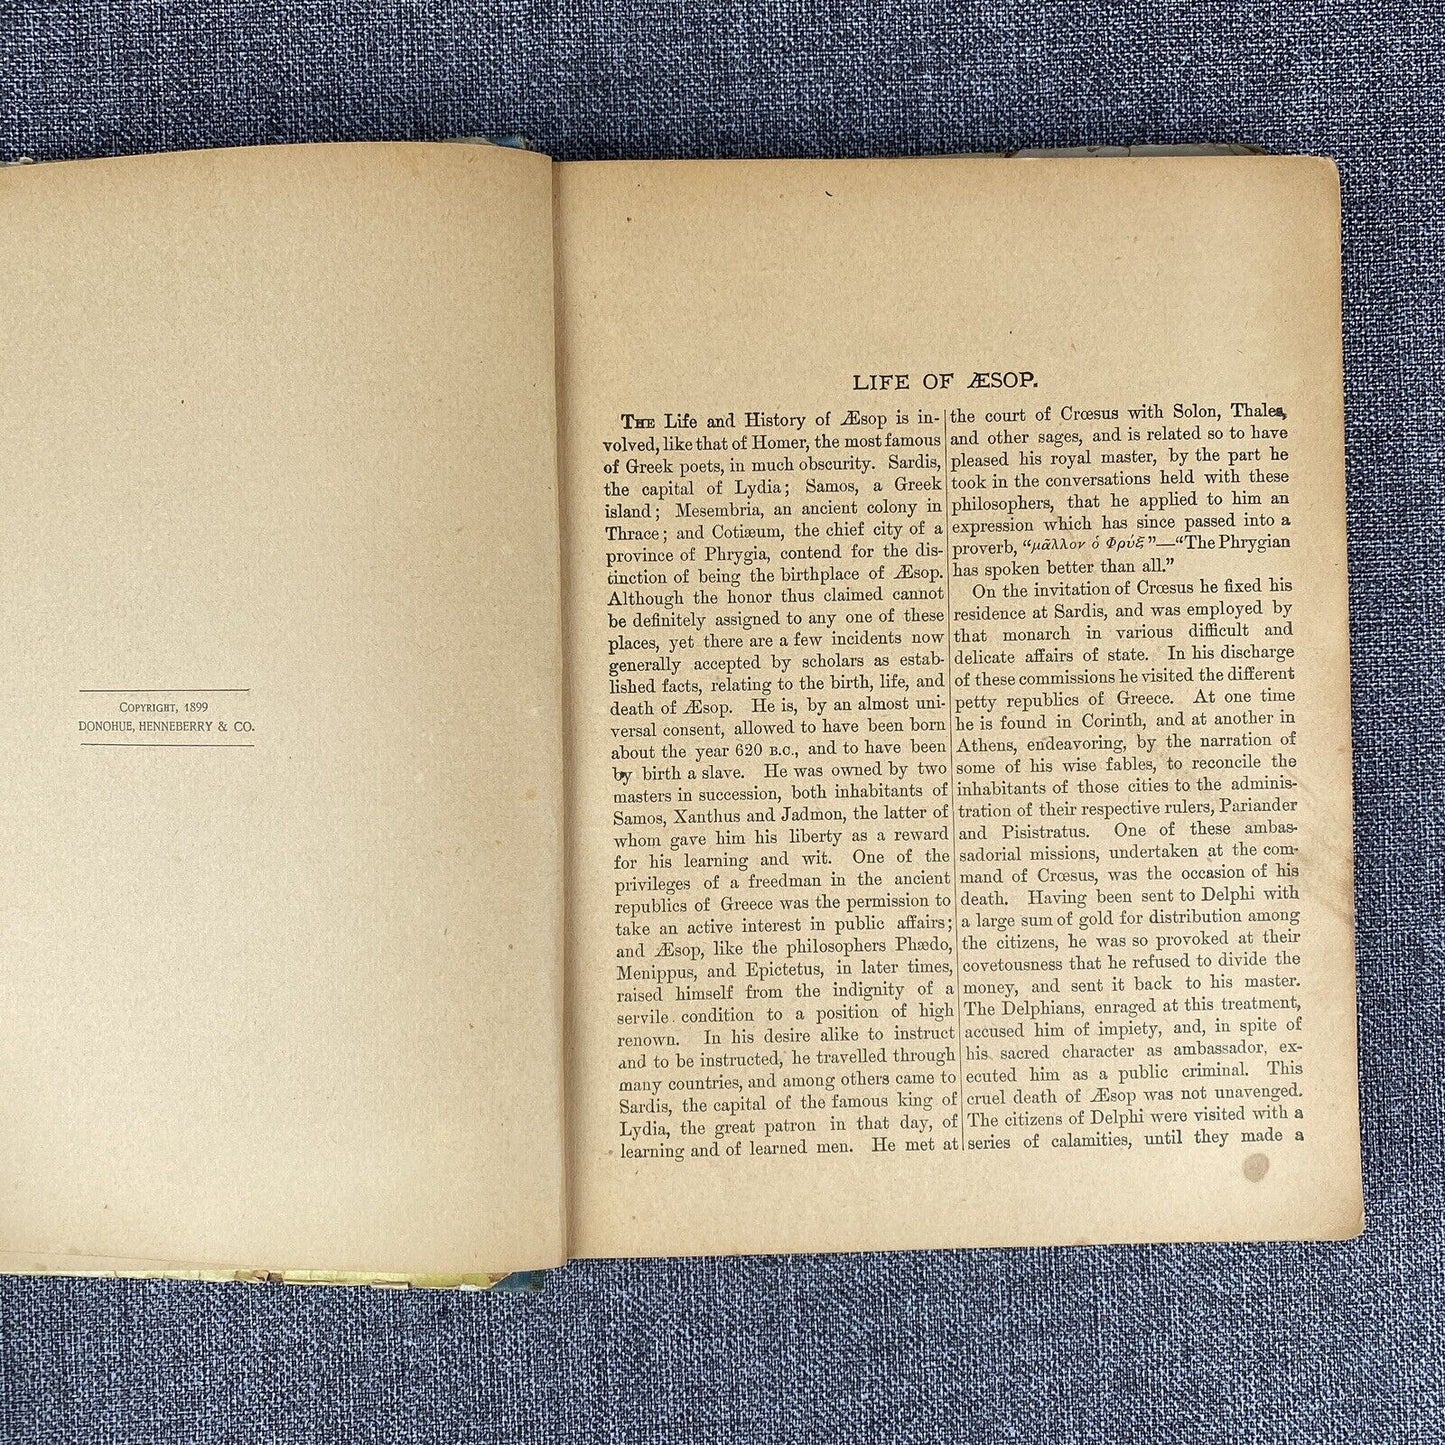 Copyright, 1899
DONOHUE, HENNEBERRY & CO.
LIFE OF ÆSOP.
The Life and History of Æsop is in-
volved, like that of Homer, the most famous
of Greek poets, in much obscurity. Sardis,
the capital of Lydia; Samos, a Greek
island; Mesembria, an ancient colony in
Thrace; and Cotiæum, the chief city of a
province of Phrygia, contend for the dis-
tinction of being the birthplace of Æsop.
Although the honor thus claimed cannot
be definitely assigned to any one of these
places, yet there are a few incidents now
generally accepted by scholars as estab-
lished facts, relating to the birth, life, and
death of Æsop. He is, by an almost uni-
versal consent, allowed to have been born
about the year 620 B.C., and to have been
by birth a slave. He was owned by two
masters in succession, both inhabitants of
Samos, Xanthus and Jadmon, the latter of
whom gave him his liberty as a reward
for his learning and wit. One of the
privileges of a freedman in the ancient
republics of Greece was the permission to
take an active interest in public affairs;
and Æsop, like the philosophers Phædo,
Menippus, and Epictetus, in later times,
raised himself from the indignity of a
servile condition to a position of high
renown. In his desire alike to instruct
and to be instructed, he travelled through
many countries, and among others came to
Sardis, the capital of the famous king of
Lydia, the great patron in that day, of
learning and of learned men. He met at
the court of Crœsus with Solon, Thales,
and other sages, and is related so to have
pleased his royal master, by the part he
took in the conversations held with these
philosophers, that he applied to him an
expression which has since passed into a
proverb, “μᾶλλον ὁ Φρύξ”—“The Phrygian
has spoken better than all.”
On the invitation of Crœsus he fixed his
residence at Sardis, and was employed by
that monarch in various difficult and
delicate affairs of state. In his discharge
of these commissions he visited the different
petty republics of Greece. At one time
he is found in Corinth, and at another in
Athens, endeavoring, by the narration of
some of his wise fables, to reconcile the
inhabitants of those cities to the adminis-
tration of their respective rulers, Pariander
and Pisistratus. One of these ambas-
sadorial missions, undertaken at the com-
mand of Crœsus, was the occasion of his
death. Having been sent to Delphi with
a large sum of gold for distribution among
the citizens, he was so provoked at their
covetousness that he refused to divide the
money, and sent it back to his master.
The Delphians, enraged at this treatment,
accused him of impiety, and, in spite of
his sacred character as ambassador, ex-
ecuted him as a public criminal. This
cruel death of Æsop was not unavenged.
The citizens of Delphi were visited with a
series of calamities, until they made a